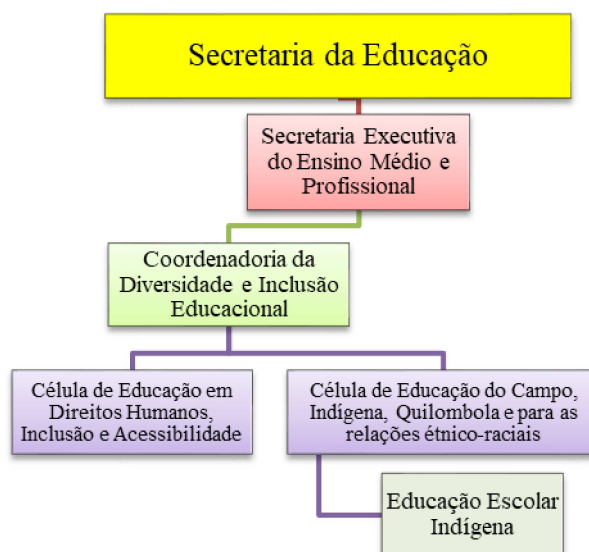 Secretaria da Educação
Secretaria Executiva
do Ensino Médio e
Profissional
Coordenadoria da
Diversidade e Inclusão
Educacional
Célula de Educação em
Direitos Humanos,
Inclusão e Acessibilidade
Célula de Educação do Campo,
Indígena, Quilombola e para as
relações étnico-raciais
Educação Escolar
Indígena